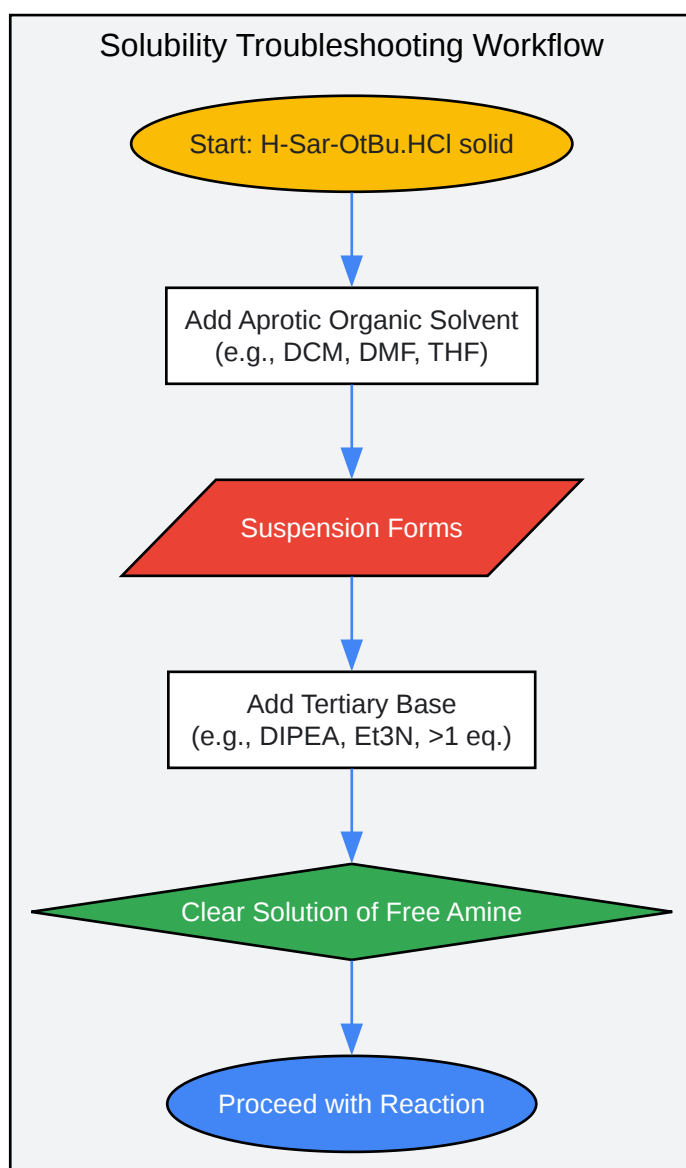 Solubility Troubleshooting Workflow
Start: H-Sar-OtBu.HCl solid
Add Aprotic Organic Solvent
(e.g., DCM, DMF, THF)
Suspension Forms
Add Tertiary Base
(e.g., DIPEA, Et3N, >1 eq.)
Clear Solution of Free Amine
Proceed with Reaction